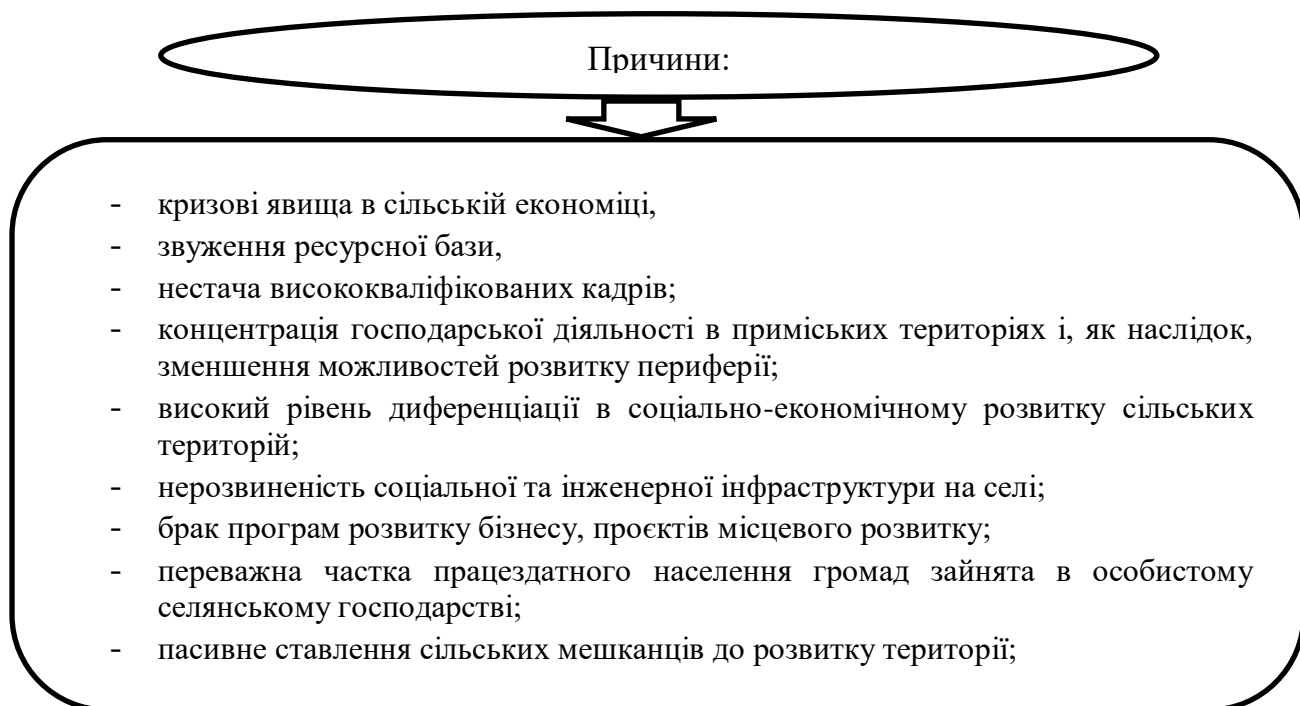 Причини:
- кризові явища в сільській економіці,
- звуження ресурсної бази,
- нестача висококваліфікованих кадрів;
- концентрація господарської діяльності в приміських територіях і, як наслідок,
зменшення можливостей розвитку периферії;
- високий рівень диференціації в соціально-економічному розвитку сільських
територій;
- нерозвиненість соціальної та інженерної інфраструктури на селі;
- брак програм розвитку бізнесу, проєктів місцевого розвитку;
- переважна частка працездатного населення громад зайнята в особистому
селянському господарстві;
- пасивне ставлення сільських мешканців до розвитку території;